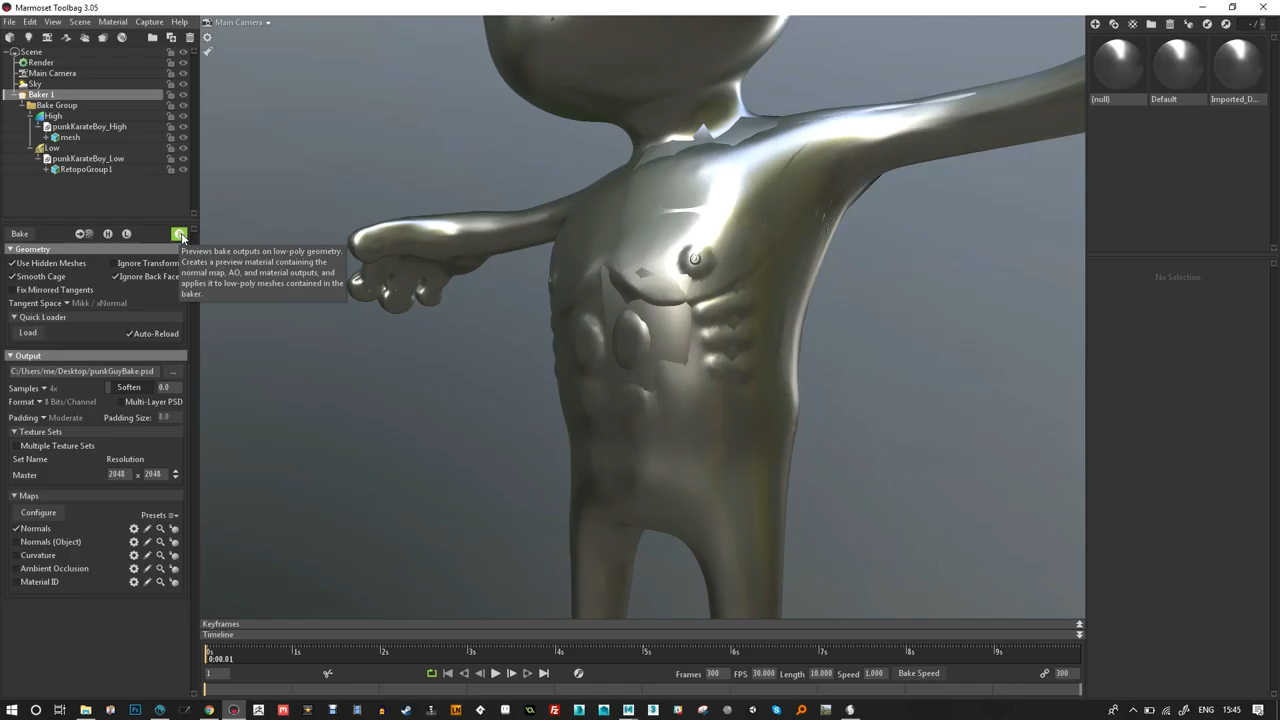 Marmoset Toolbag 3.05
File Edit View Scene Material Capture Help
Main Camera
Scene
Render
Main Camera
Sky
Baker 1
Bake Group
High
punkKarateBoy_High
mesh
Low
punkKarateBoy_Low
RetopoGroup1
(null) Default Imported_D...
No Selection
Bake H L
Previews bake outputs on low-poly geometry.
Creates a preview material containing the
normal map, AO, and material outputs, and
applies it to low-poly meshes contained in the
baker.
Geometry
Use Hidden Meshes Ignore Transform
Smooth Cage Ignore Back Face
Fix Mirrored Tangents
Tangent Space Mikk / xNormal
Quick Loader
Load Auto-Reload
Output
C:/Users/me/Desktop/punkGuyBake.psd ...
Samples 4x Soften 0.0
Format 8 Bits/Channel Multi-Layer PSD
Padding Moderate Padding Size: 8.0
Texture Sets
Multiple Texture Sets
Set Name Resolution
Master 2048 x 2048
Maps
Configure Presets
Normals
Normals (Object)
Curvature
Ambient Occlusion
Material ID
Keyframes
Timeline
0s 1s 2s 3s 4s 5s 6s 7s 8s 9s
0:00.01
1 Frames 300 FPS 30.000 Length 10.000 Speed 1.000 Bake Speed 300
ENG 15:45